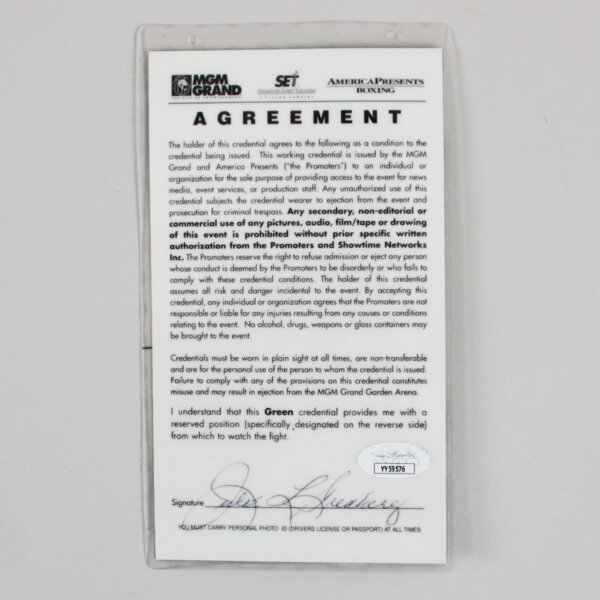 MGM GRAND
SET
AMERICAPRESENTS
BOXING
AGREEMENT
The holder of this credential agrees to the following as a condition to the
credential being issued. This working credential is issued by the MGM
Grand and America Presents ("the Promoters") to an individual or
organization for the sole purpose of providing access to the event for news
media, event services, or production staff. Any unauthorized use of this
credential subjects the credential wearer to ejection from the event and
prosecution for criminal trespass. Any secondary, non-editorial or
commercial use of any pictures, audio, film/tape or drawing
of this event is prohibited without prior specific written
authorization from the Promoters and Showtime Networks
Inc. The Promoters reserve the right to refuse admission or eject any person
whose conduct is deemed by the Promoters to be disorderly or who fails to
comply with these credential conditions. The holder of this credential
assumes all risk and danger incidental to the event. By accepting this
credential, any individual or organization agrees that the Promoters are not
responsible or liable for any injuries resulting from any causes or conditions
relating to the event. No alcohol, drugs, weapons or glass containers may
be brought to the event.
Credentials must be worn in plain sight at all times, are non-transferable
and are for the personal use of the person to whom the credential is issued.
Failure to comply with any of the provisions on this credential constitutes
misuse and may result in ejection from the MGM Grand Garden Arena.
I understand that this Green credential provides me with a
reserved position (specifically designated on the reverse side)
from which to watch the fight.
YY59576
Signature
YOU MUST CARRY PERSONAL PHOTO ID (DRIVERS LICENSE OR PASSPORT) AT ALL TIMES